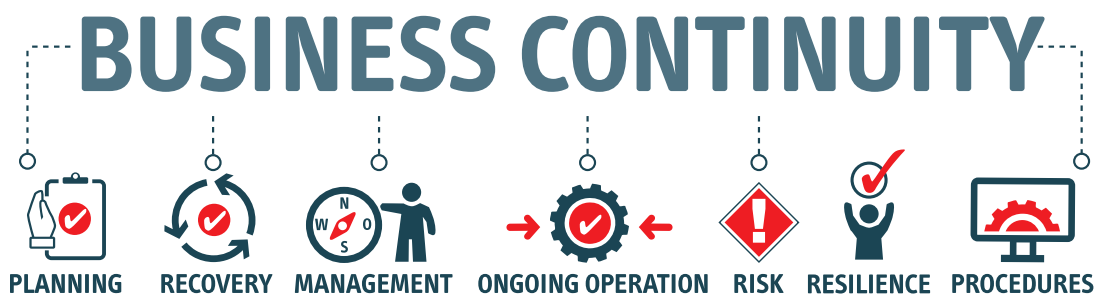 BUSINESS CONTINUITY
N
W O
S
PLANNING RECOVERY MANAGEMENT ONGOING OPERATION RISK RESILIENCE PROCEDURES